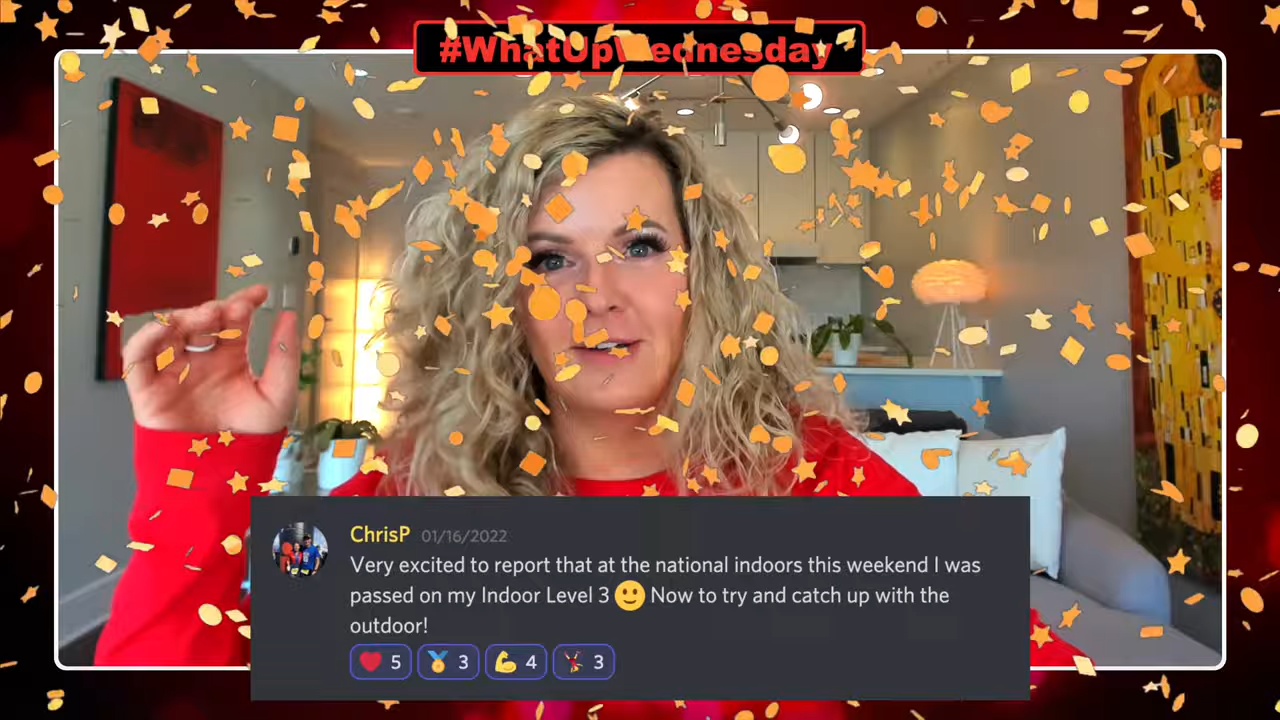 #WhatUpWednesday
ChrisP 01/16/2022
Very excited to report that at the national indoors this weekend I was
passed on my Indoor Level 3 🙂 Now to try and catch up with the
outdoor!
❤️ 5 🏅 3 💪 4 3